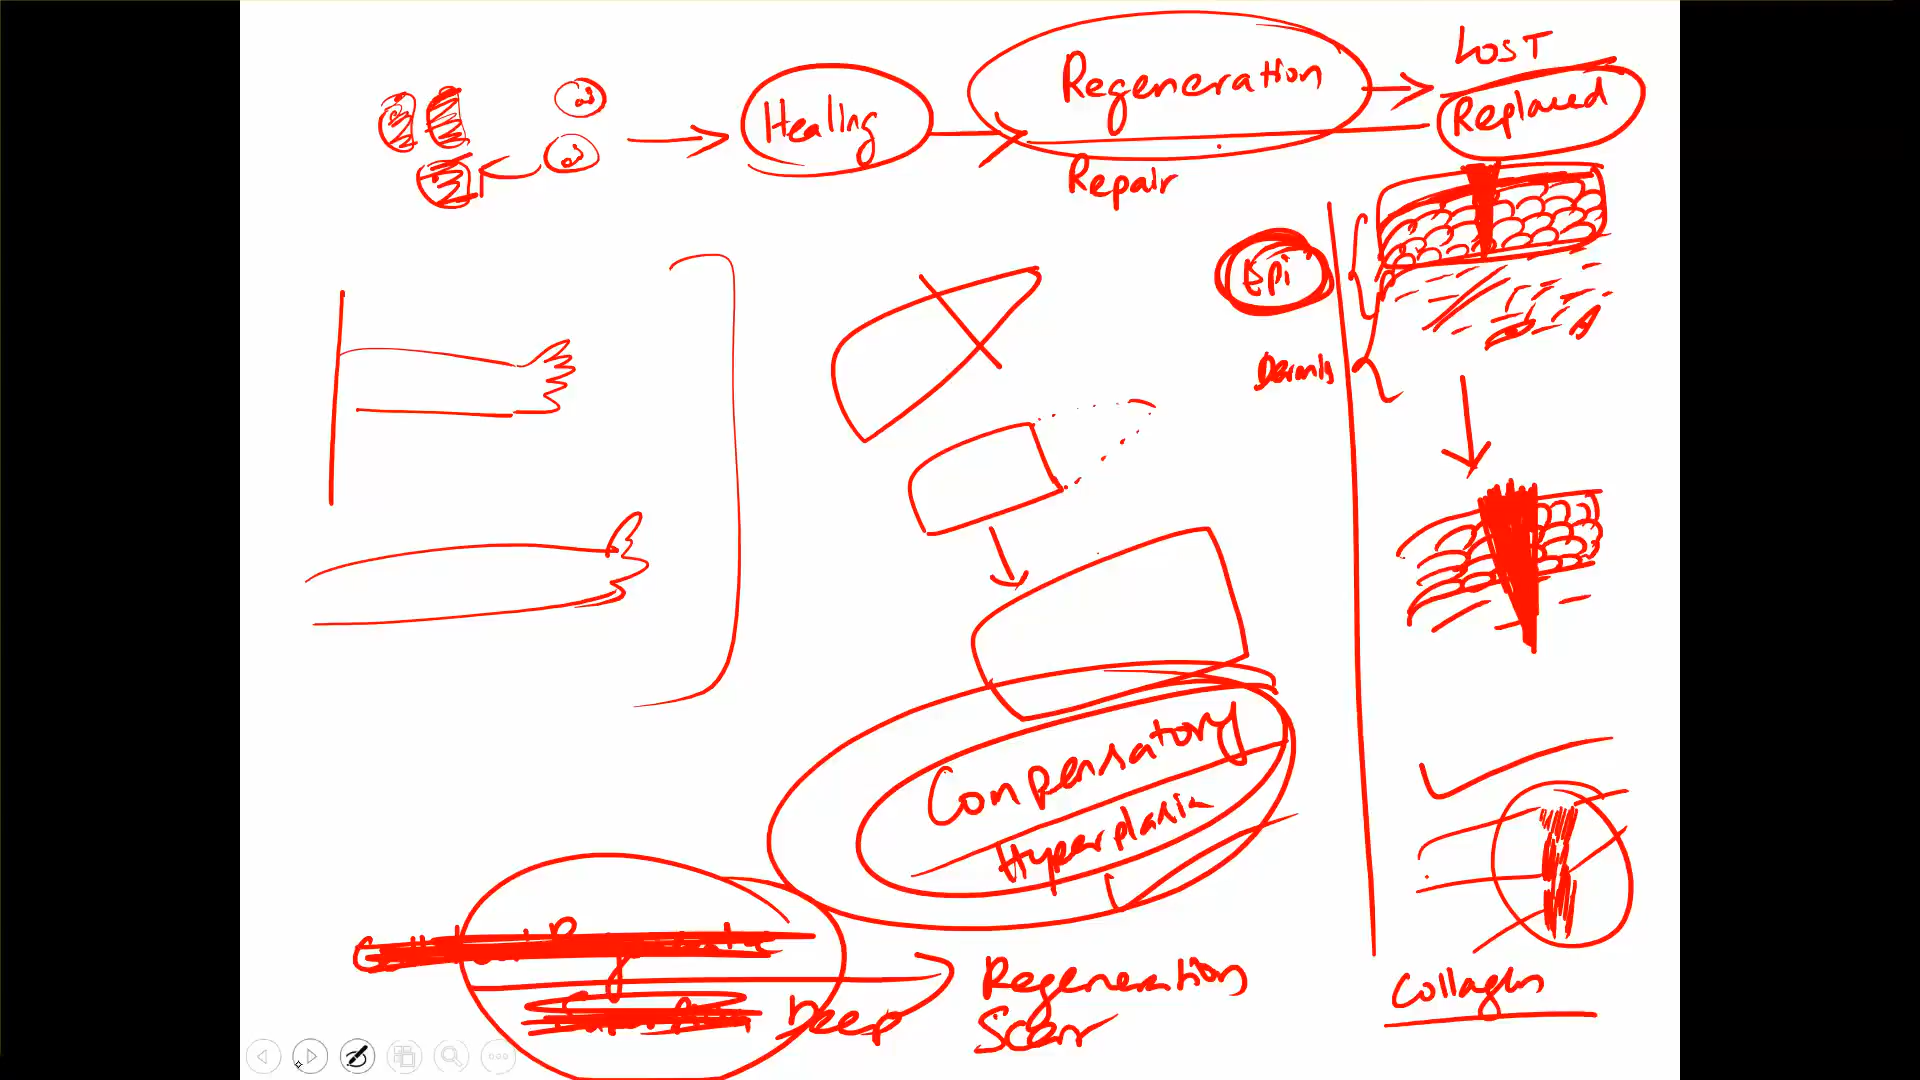 LOST
Regeneration
Replaced
Healing
Repair
Epi
Dermis
Compensatory
Hyperplasia
Deep
Regeneration
Scar
Collagen